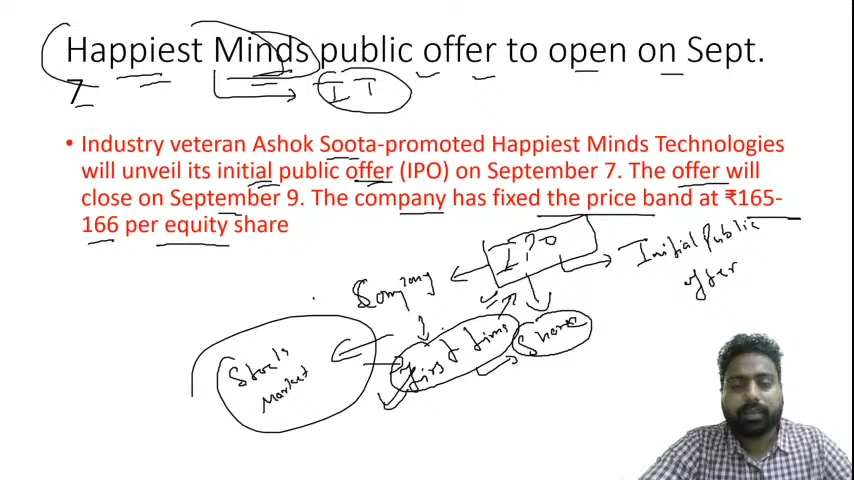 Happiest Minds public offer to open on Sept.
7
IT
• Industry veteran Ashok Soota-promoted Happiest Minds Technologies
will unveil its initial public offer (IPO) on September 7. The offer will
close on September 9. The company has fixed the price band at ₹165-
166 per equity share
IPO
Initial Public
offer
Company
First time
Share
Stock
Market